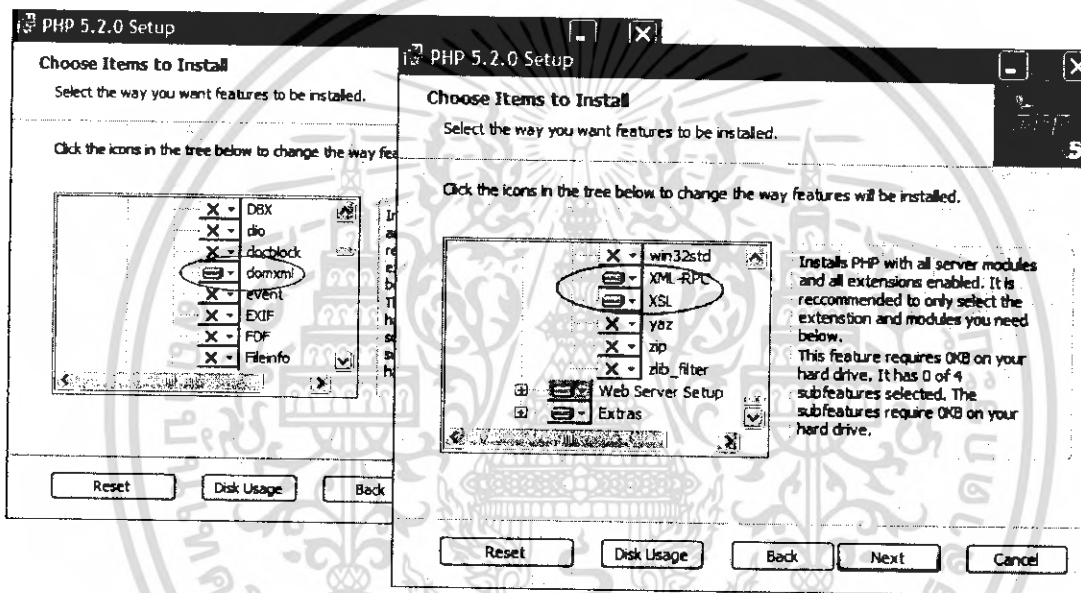 PHP 5.2.0 Setup
Choose Items to Install
Select the way you want features to be installed.
Click the icons in the tree below to change the way fea
DBX
dio
docblock
domxml
event
EXIF
FDF
Fileinfo
Reset
Disk Usage
Back
PHP 5.2.0 Setup
Choose Items to Install
Select the way you want features to be installed.
Click the icons in the tree below to change the way features will be installed.
win32std
XML-RPC
XSL
yaz
zip
zlib_filter
Web Server Setup
Extras
Installs PHP with all server modules
and all extensions enabled. It is
reccommended to only select the
extenstion and modules you need
below.
This feature requires 0KB on your
hard drive. It has 0 of 4
subfeatures selected. The
subfeatures require 0KB on your
hard drive.
Reset
Disk Usage
Back
Next
Cancel